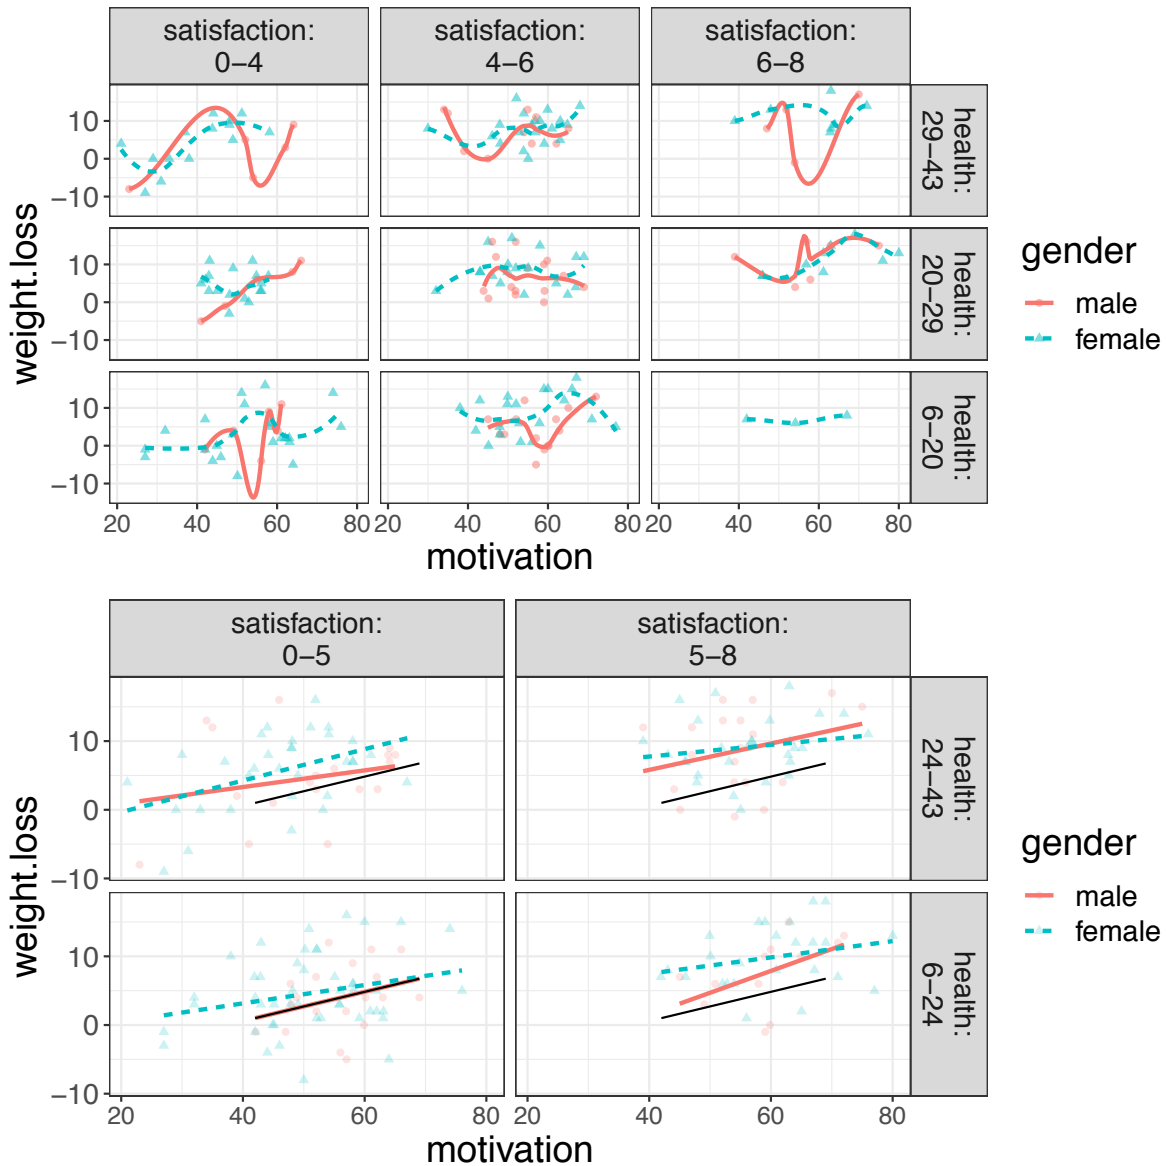 satisfaction:
0−4
satisfaction:
4−6
satisfaction:
6−8
weight.loss
10
0
−10
health:
29−43
10
0
−10
health:
20−29
10
0
−10
health:
6−20
20 40 60 80 20 40 60 80 20 40 60 80
motivation
gender
male
female
satisfaction:
0−5
satisfaction:
5−8
weight.loss
10
0
−10
health:
24−43
10
0
−10
health:
6−24
20 40 60 80 20 40 60 80
motivation
gender
male
female